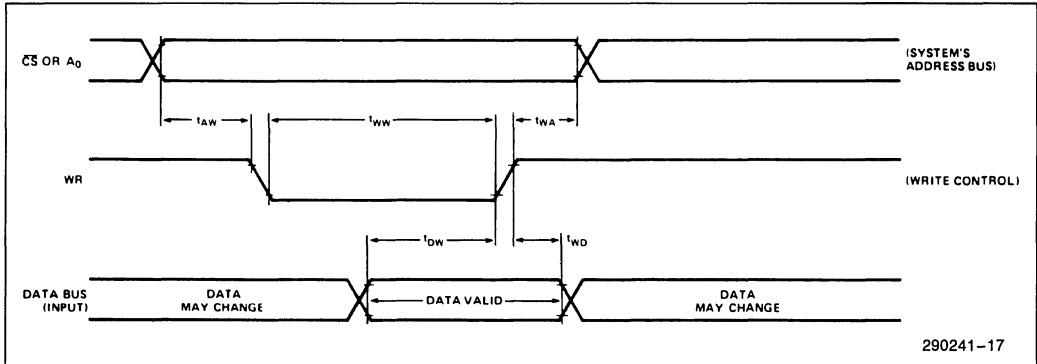 C̅S̅ OR A₀
(SYSTEM'S
ADDRESS BUS)
tAW
tWW
tWA
WR
(WRITE CONTROL)
tDW
tWD
DATA BUS
(INPUT)
DATA
MAY CHANGE
DATA VALID
DATA
MAY CHANGE
290241-17